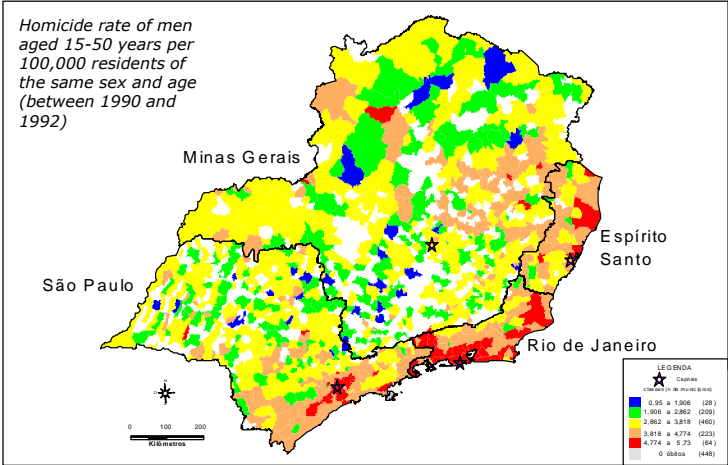 Homicide rate of men
aged 15-50 years per
100,000 residents of
the same sex and age
(between 1990 and
1992)
Minas Gerais
Espírito
Santo
São Paulo
Rio de Janeiro
0 100 200
Kilômetros
LEGENDA
Capitais
classes (n de municípios)
0,95 a 1,906 (28)
1,906 a 2,862 (209)
2,862 a 3,818 (460)
3,818 a 4,774 (223)
4,774 a 5,73 (64)
0 óbitos (448)